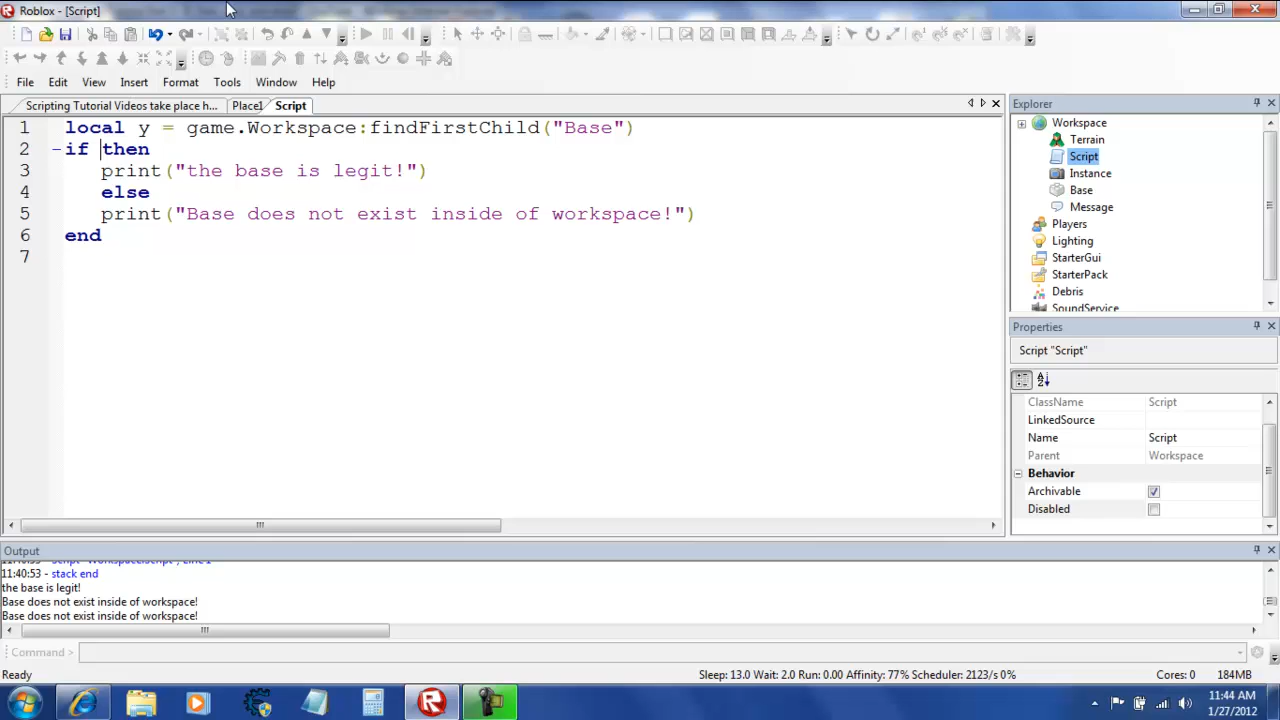 Roblox - [Script]
File Edit View Insert Format Tools Window Help
Scripting Tutorial Videos take place h... Place1 Script
1 local y = game.Workspace:findFirstChild("Base")
2 if then
3 print("the base is legit!")
4 else
5 print("Base does not exist inside of workspace!")
6 end
7
Explorer
Workspace
Terrain
Script
Instance
Base
Message
Players
Lighting
StarterGui
StarterPack
Debris
SoundService
Properties
Script "Script"
ClassName Script
LinkedSource
Name Script
Parent Workspace
Behavior
Archivable
Disabled
Output
11:40:53 - stack end
the base is legit!
Base does not exist inside of workspace!
Base does not exist inside of workspace!
Command >
Ready Sleep: 13.0 Wait: 2.0 Run: 0.00 Affinity: 77% Scheduler: 2123/s 0% Cores: 0 184MB
11:44 AM
1/27/2012